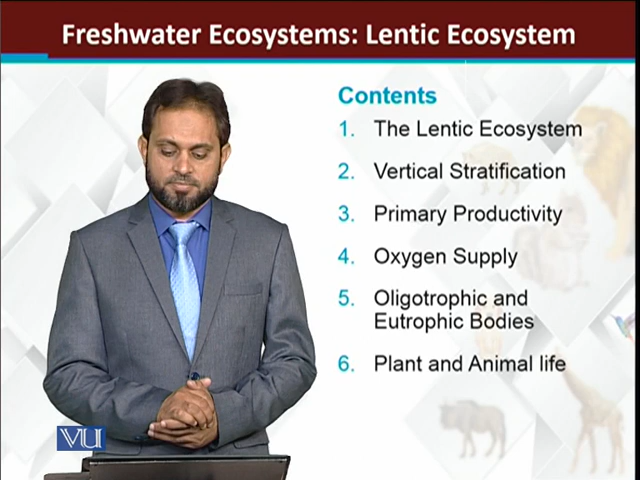 Freshwater Ecosystems: Lentic Ecosystem
Contents
1. The Lentic Ecosystem
2. Vertical Stratification
3. Primary Productivity
4. Oxygen Supply
5. Oligotrophic and
Eutrophic Bodies
6. Plant and Animal life
VU